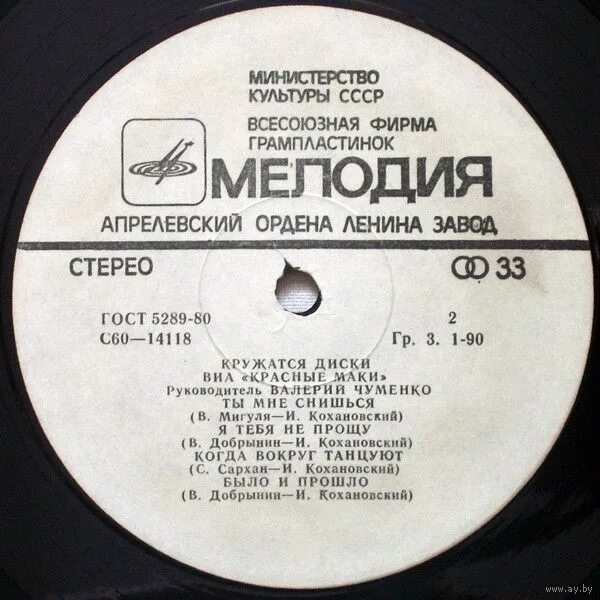 МИНИСТЕРСТВО
КУЛЬТУРЫ СССР
ВСЕСОЮЗНАЯ ФИРМА
ГРАМПЛАСТИНОК
МЕЛОДИЯ
АПРЕЛЕВСКИЙ ОРДЕНА ЛЕНИНА ЗАВОД
СТЕРЕО 33
ГОСТ 5289-80 2
С60—14118 Гр. 3. 1-90
КРУЖАТСЯ ДИСКИ
ВИА «КРАСНЫЕ МАКИ»
Руководитель ВАЛЕРИЙ ЧУМЕНКО
ТЫ МНЕ СНИШЬСЯ
(В. Мигуля—И. Кохановский)
Я ТЕБЯ НЕ ПРОЩУ
(В. Добрынин—И. Кохановский)
КОГДА ВОКРУГ ТАНЦУЮТ
(С. Сархан—И. Кохановский)
БЫЛО И ПРОШЛО
(В. Добрынин—И. Кохановский)
www.ay.by